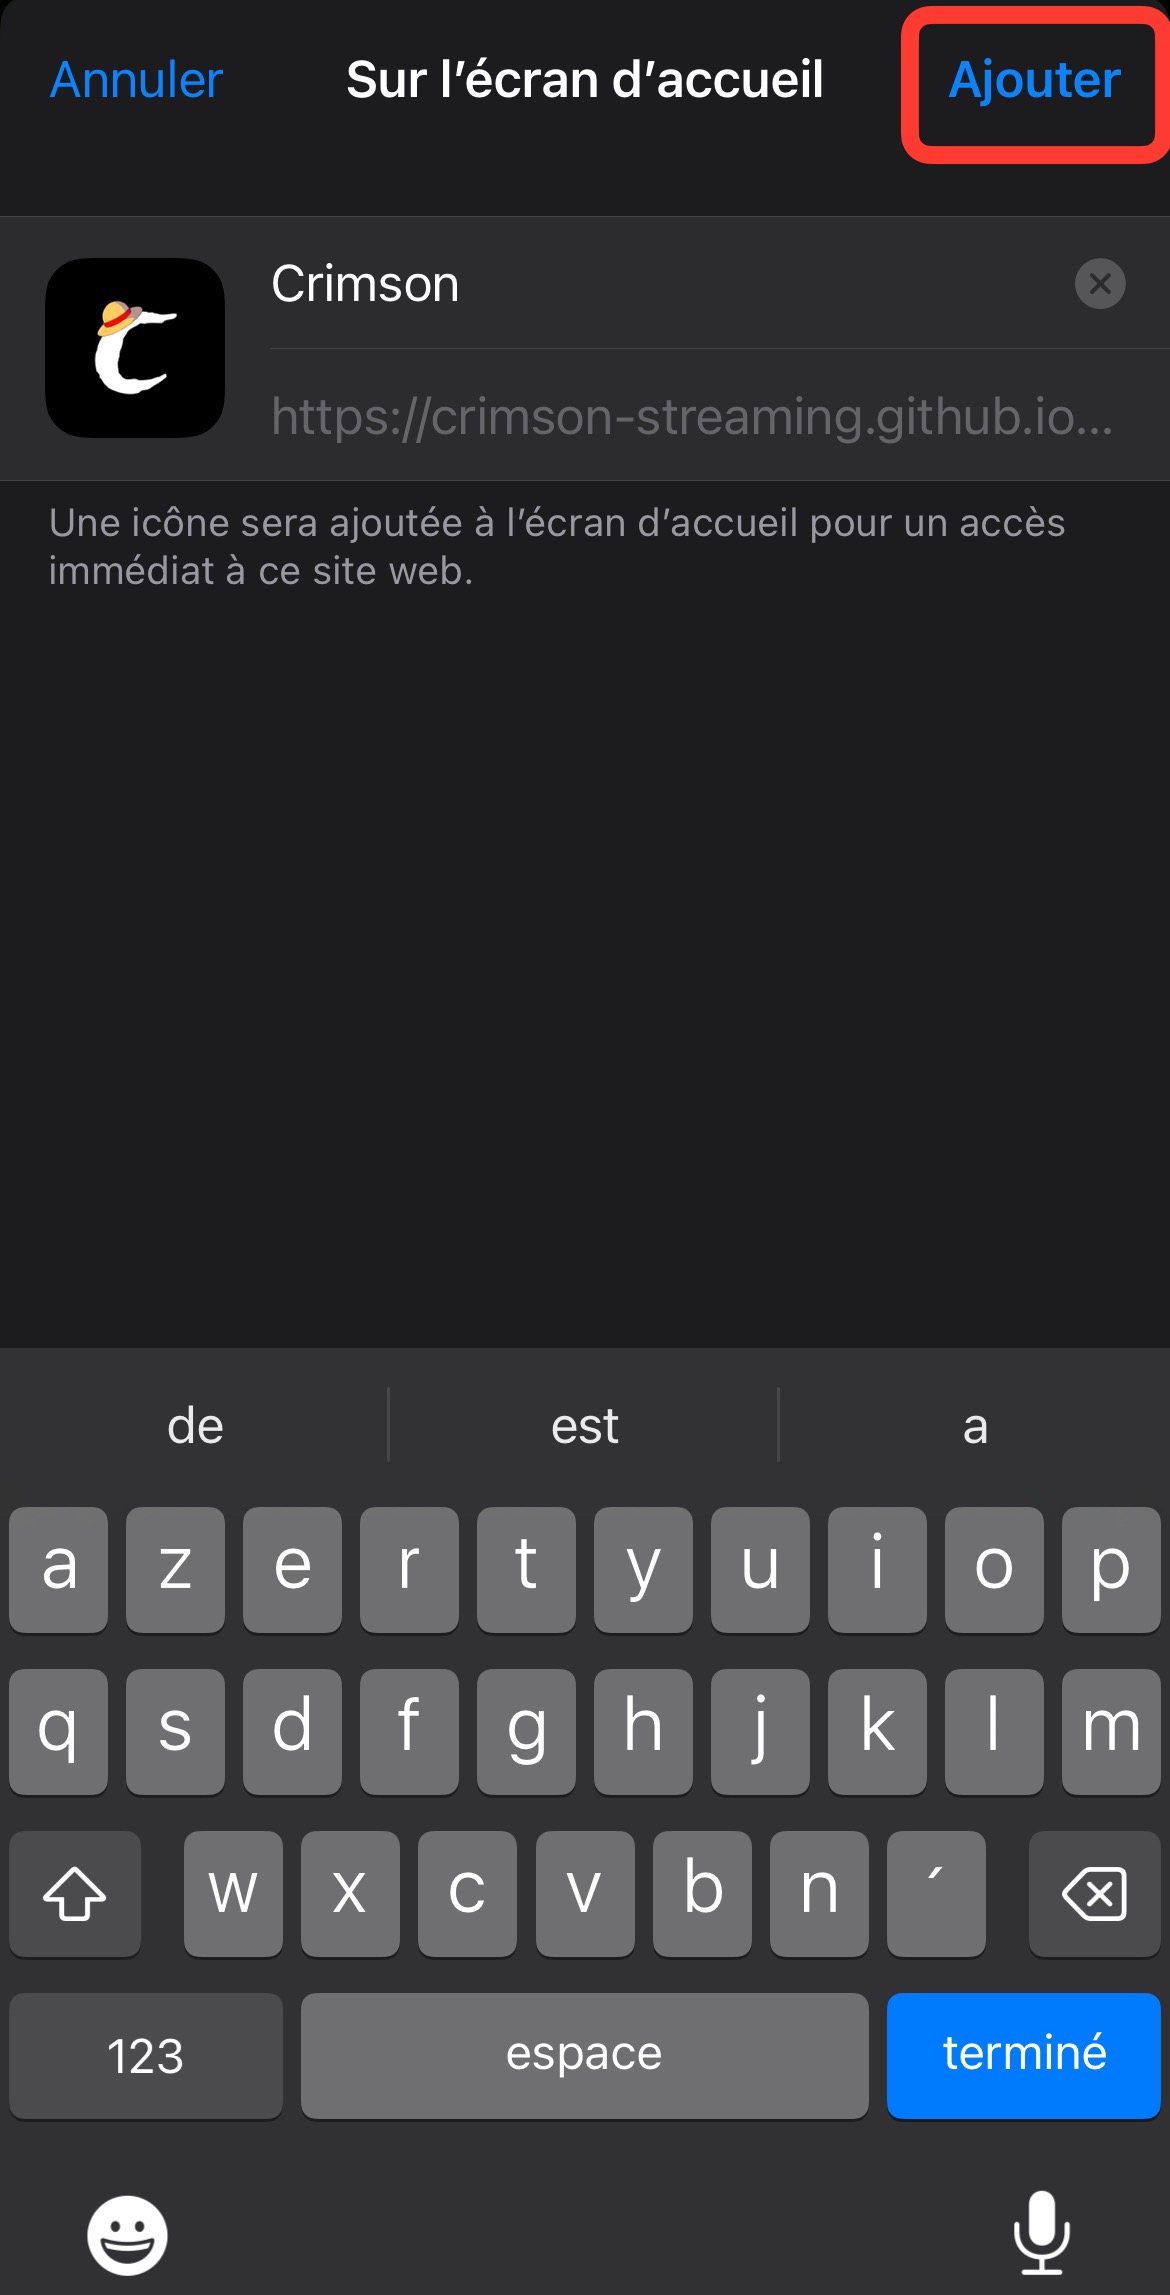 Annuler
Sur l’écran d’accueil
Ajouter
Crimson
https://crimson-streaming.github.io...
Une icône sera ajoutée à l’écran d’accueil pour un accès
immédiat à ce site web.
de est a
a z e r t y u i o p
q s d f g h j k l m
w x c v b n ´
123 espace terminé